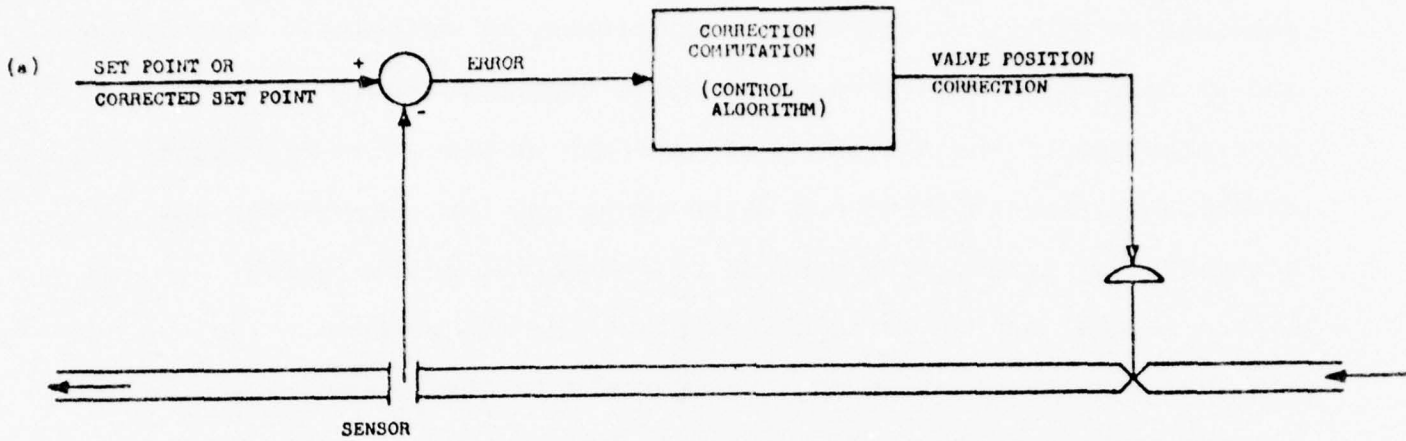 (a)
SET POINT OR
CORRECTED SET POINT
+
-
ERROR
CORRECTION
COMPUTATION
(CONTROL
ALGORITHM)
VALVE POSITION
CORRECTION
SENSOR